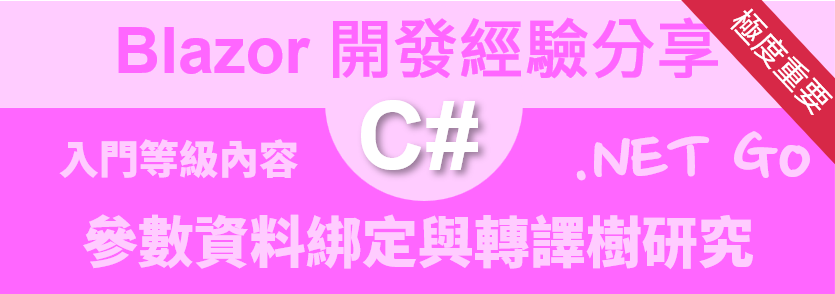 Blazor 開發經驗分享
極度重要
C#
入門等級內容
.NET Go
參數資料綁定與轉譯樹研究